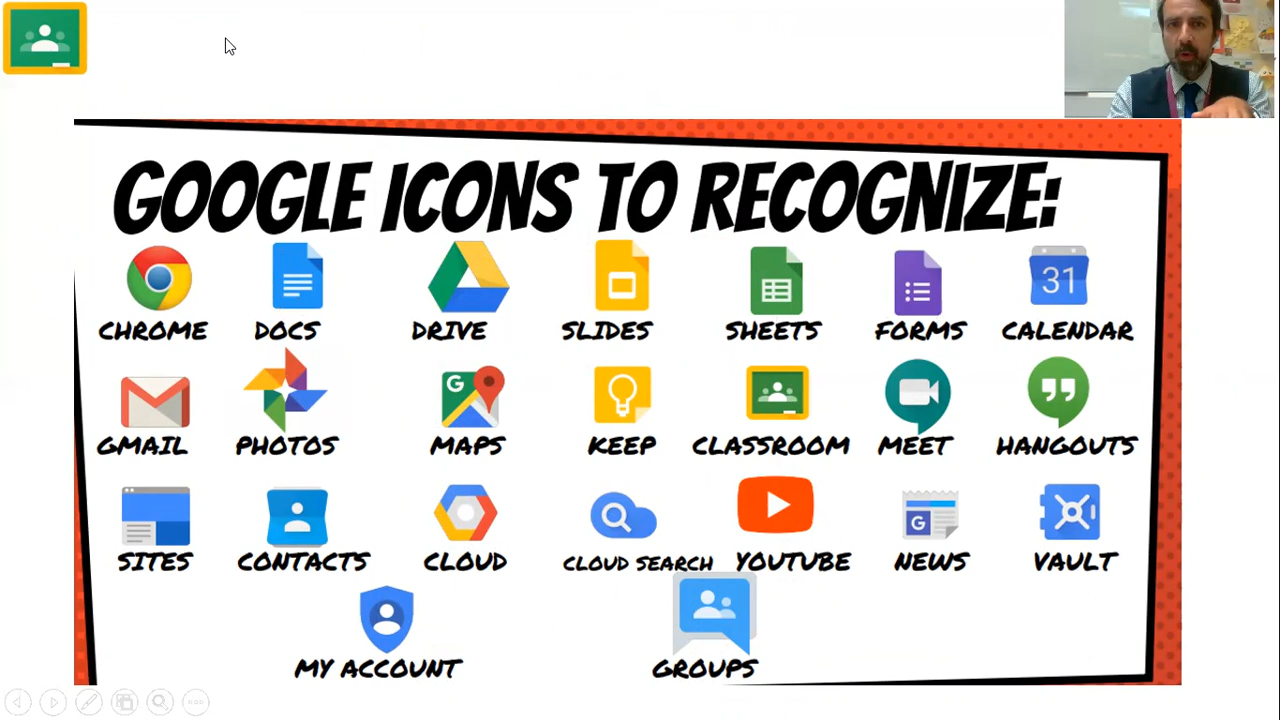 GOOGLE ICONS TO RECOGNIZE:
31
CHROME DOCS DRIVE SLIDES SHEETS FORMS CALENDAR
G
GMAIL PHOTOS MAPS KEEP CLASSROOM MEET HANGOUTS
G
SITES CONTACTS CLOUD CLOUD SEARCH YOUTUBE NEWS VAULT
MY ACCOUNT GROUPS